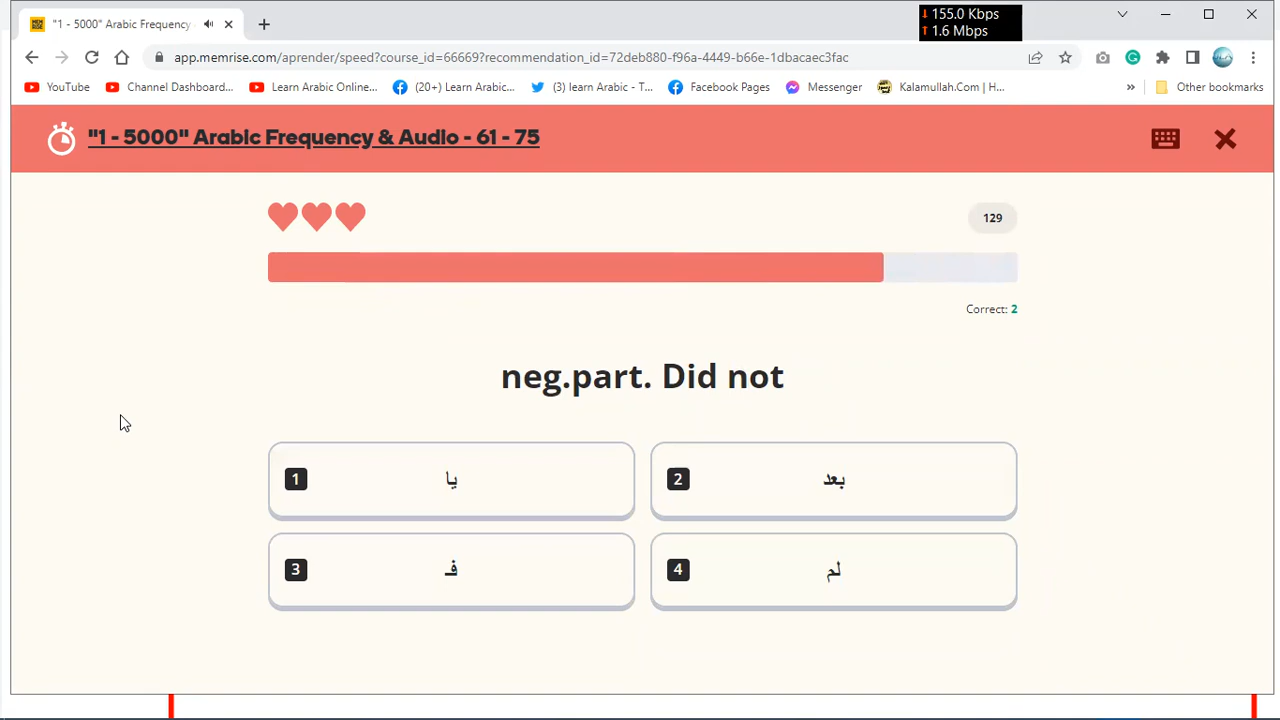 "1 - 5000" Arabic Frequency
155.0 Kbps
1.6 Mbps
app.memrise.com/aprender/speed?course_id=66669?recommendation_id=72deb880-f96a-4449-b66e-1dbacaec3fac
YouTube
Channel Dashboard...
Learn Arabic Online...
(20+) Learn Arabic...
(3) learn Arabic - T...
Facebook Pages
Messenger
Kalamullah.Com | H...
Other bookmarks
"1 - 5000" Arabic Frequency & Audio - 61 - 75
129
Correct: 2
neg.part. Did not
1 يا
2 بعد
3 فـ
4 لم